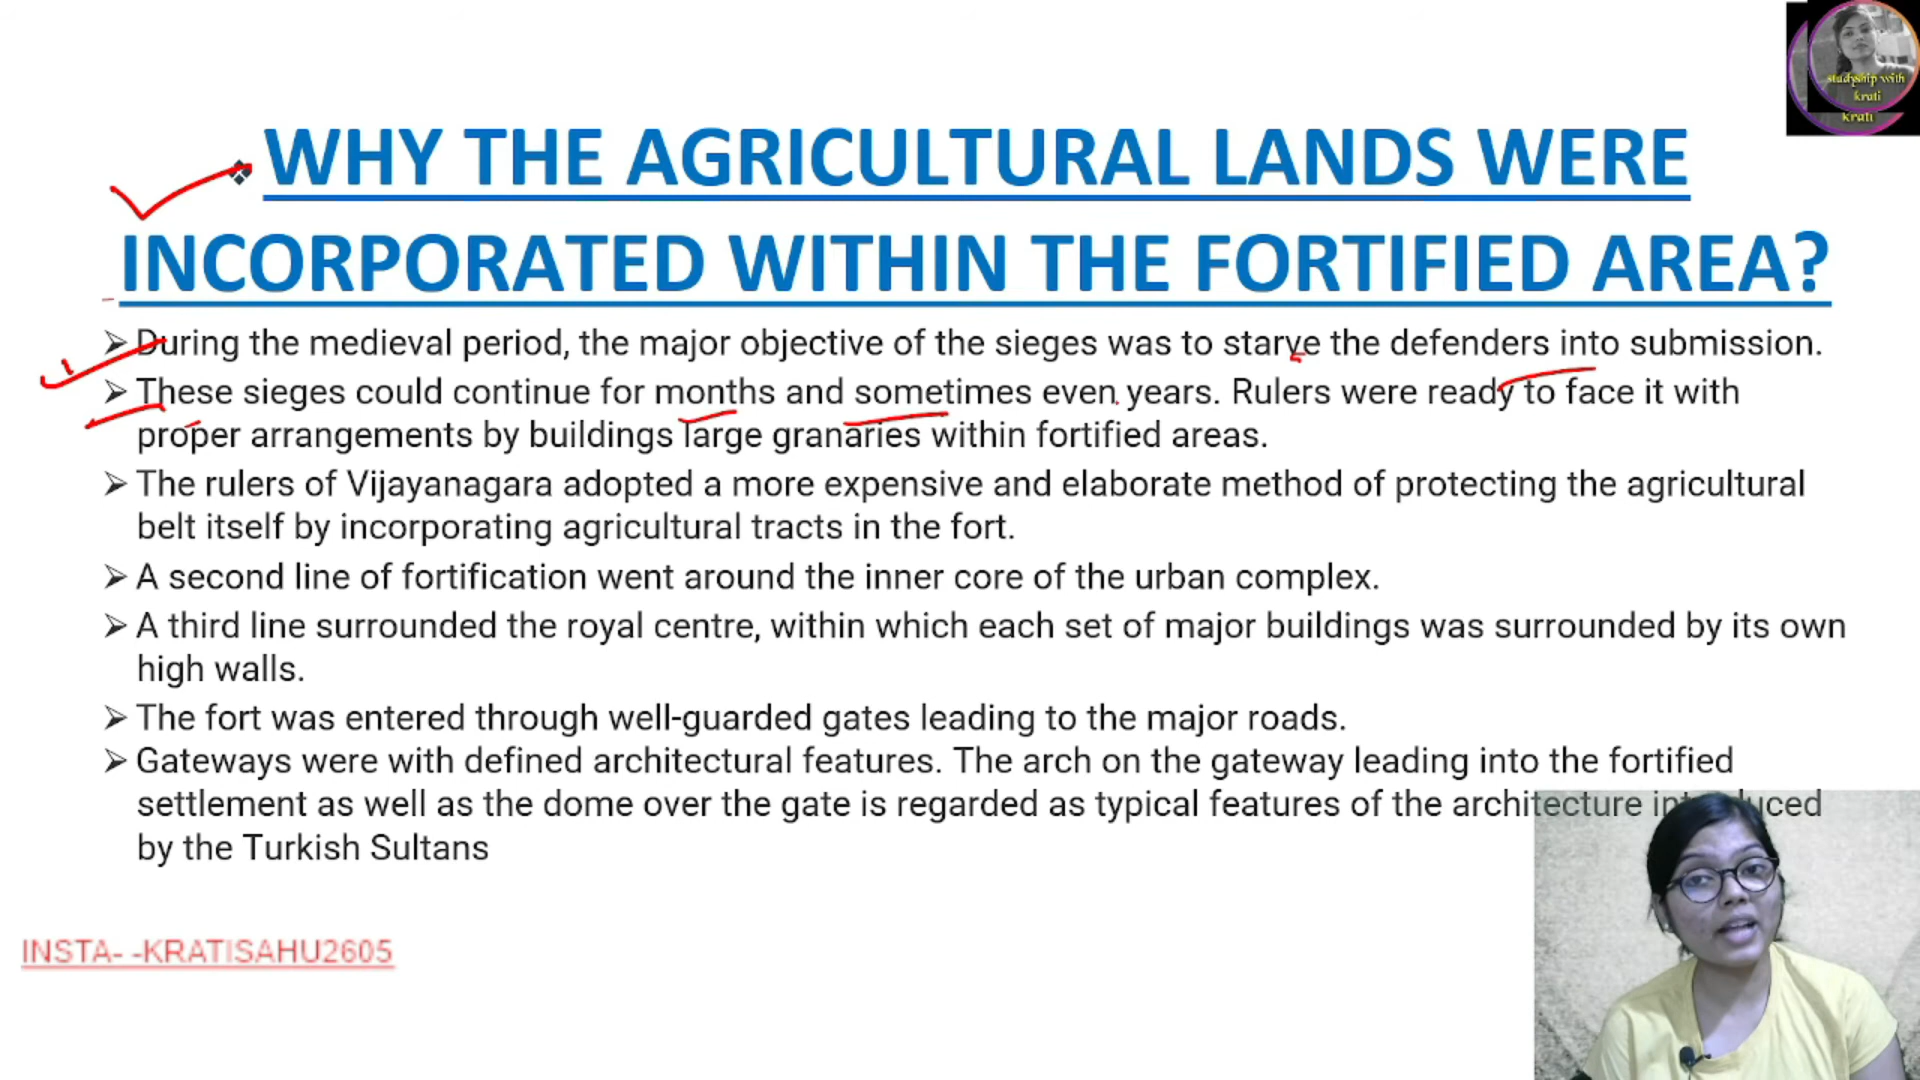 studyship with
krati
krati
WHY THE AGRICULTURAL LANDS WERE
INCORPORATED WITHIN THE FORTIFIED AREA?
During the medieval period, the major objective of the sieges was to starve the defenders into submission.
These sieges could continue for months and sometimes even years. Rulers were ready to face it with
proper arrangements by buildings large granaries within fortified areas.
The rulers of Vijayanagara adopted a more expensive and elaborate method of protecting the agricultural
belt itself by incorporating agricultural tracts in the fort.
A second line of fortification went around the inner core of the urban complex.
A third line surrounded the royal centre, within which each set of major buildings was surrounded by its own
high walls.
The fort was entered through well-guarded gates leading to the major roads.
Gateways were with defined architectural features. The arch on the gateway leading into the fortified
settlement as well as the dome over the gate is regarded as typical features of the architecture introduced
by the Turkish Sultans
INSTA- -KRATISAHU2605